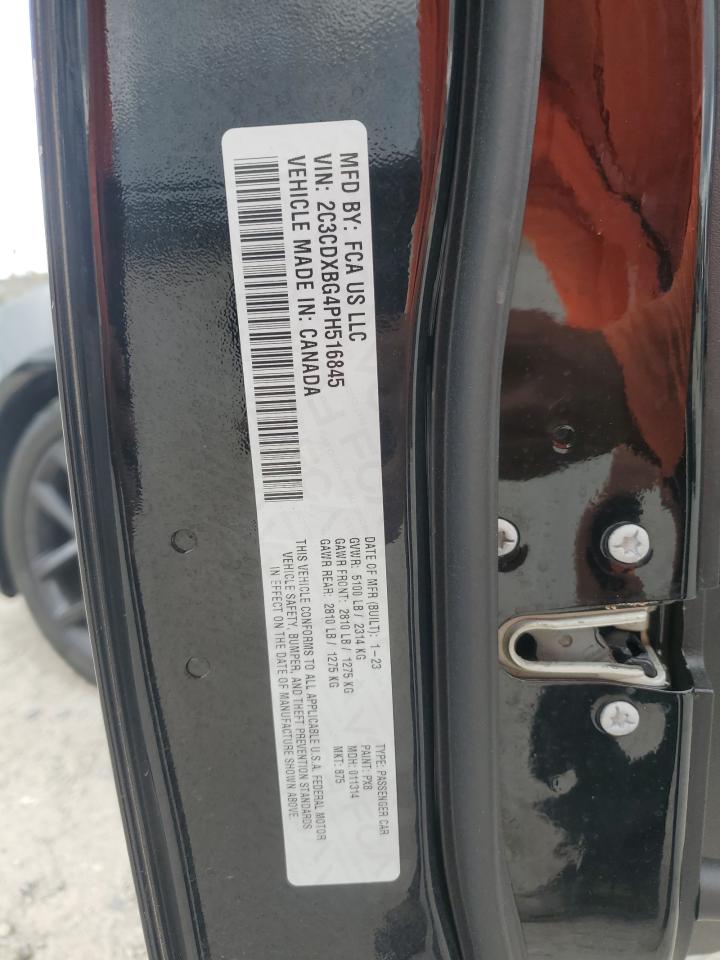 MFD BY: FCA US LLC
VIN: 2C3CDXBG4PH516845
VEHICLE MADE IN: CANADA
DATE OF MFR (BUILT): 1-23
GVWR: 5100 LB / 2314 KG
GAWR FRONT: 2810 LB / 1275 KG
GAWR REAR: 2810 LB / 1275 KG
THIS VEHICLE CONFORMS TO ALL APPLICABLE U.S.A. FEDERAL MOTOR
VEHICLE SAFETY, BUMPER, AND THEFT PREVENTION STANDARDS
IN EFFECT ON THE DATE OF MANUFACTURE SHOWN ABOVE.
TYPE: PASSENGER CAR
PAINT: PX8
MDH: 011314
MKT: 875